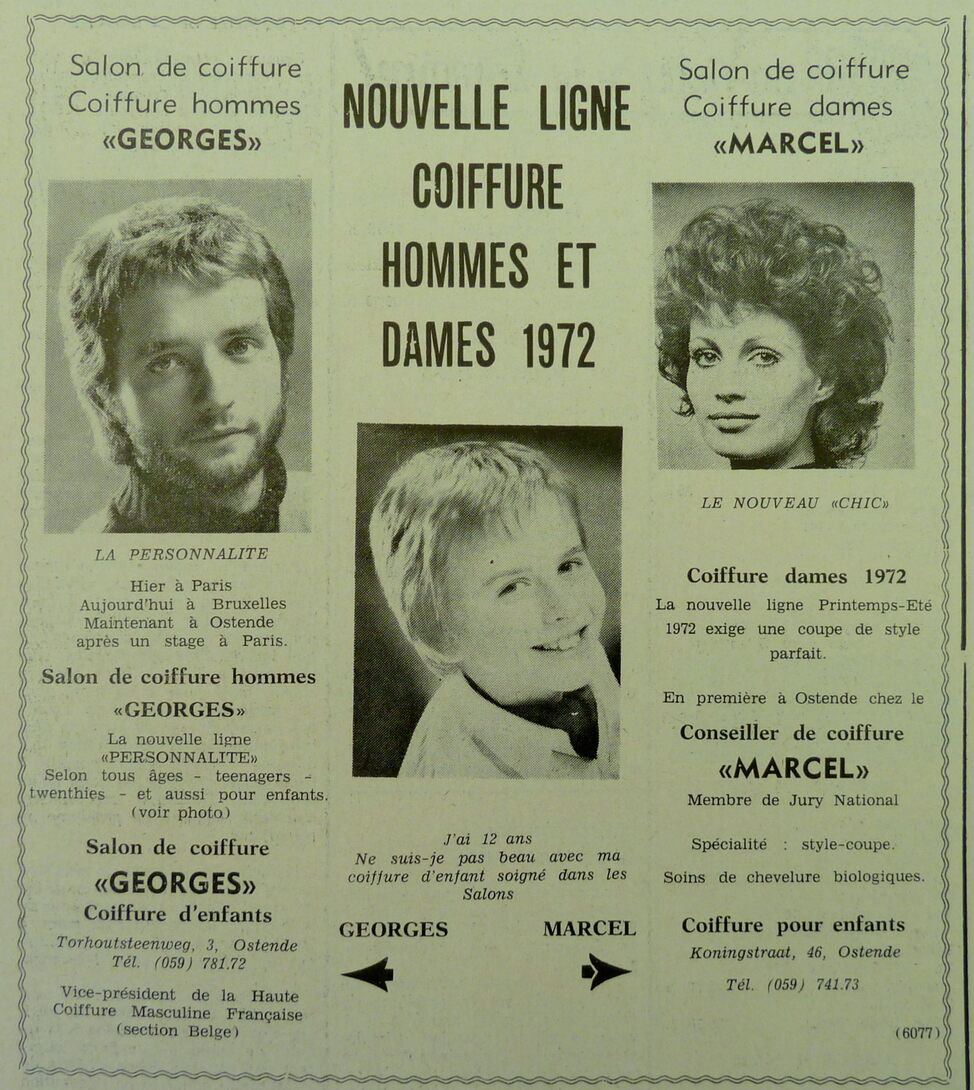 Salon de coiffure
Coiffure hommes
«GEORGES»
LA PERSONNALITE
Hier à Paris
Aujourd'hui à Bruxelles
Maintenant à Ostende
après un stage à Paris.
Salon de coiffure hommes
«GEORGES»
La nouvelle ligne
«PERSONNALITE»
Selon tous âges - teenagers -
twenthies - et aussi pour enfants.
(voir photo)
Salon de coiffure
«GEORGES»
Coiffure d'enfants
Torhoutsteenweg, 3, Ostende
Tél. (059) 781.72
Vice-président de la Haute
Coiffure Masculine Française
(section Belge)
NOUVELLE LIGNE
COIFFURE
HOMMES ET
DAMES 1972
J'ai 12 ans
Ne suis-je pas beau avec ma
coiffure d'enfant soigné dans les
Salons
GEORGES MARCEL
Salon de coiffure
Coiffure dames
«MARCEL»
LE NOUVEAU «CHIC»
Coiffure dames 1972
La nouvelle ligne Printemps-Eté
1972 exige une coupe de style
parfait.
En première à Ostende chez le
Conseiller de coiffure
«MARCEL»
Membre de Jury National
Spécialité : style-coupe.
Soins de chevelure biologiques.
Coiffure pour enfants
Koningstraat, 46, Ostende
Tél. (059) 741.73
(6077)